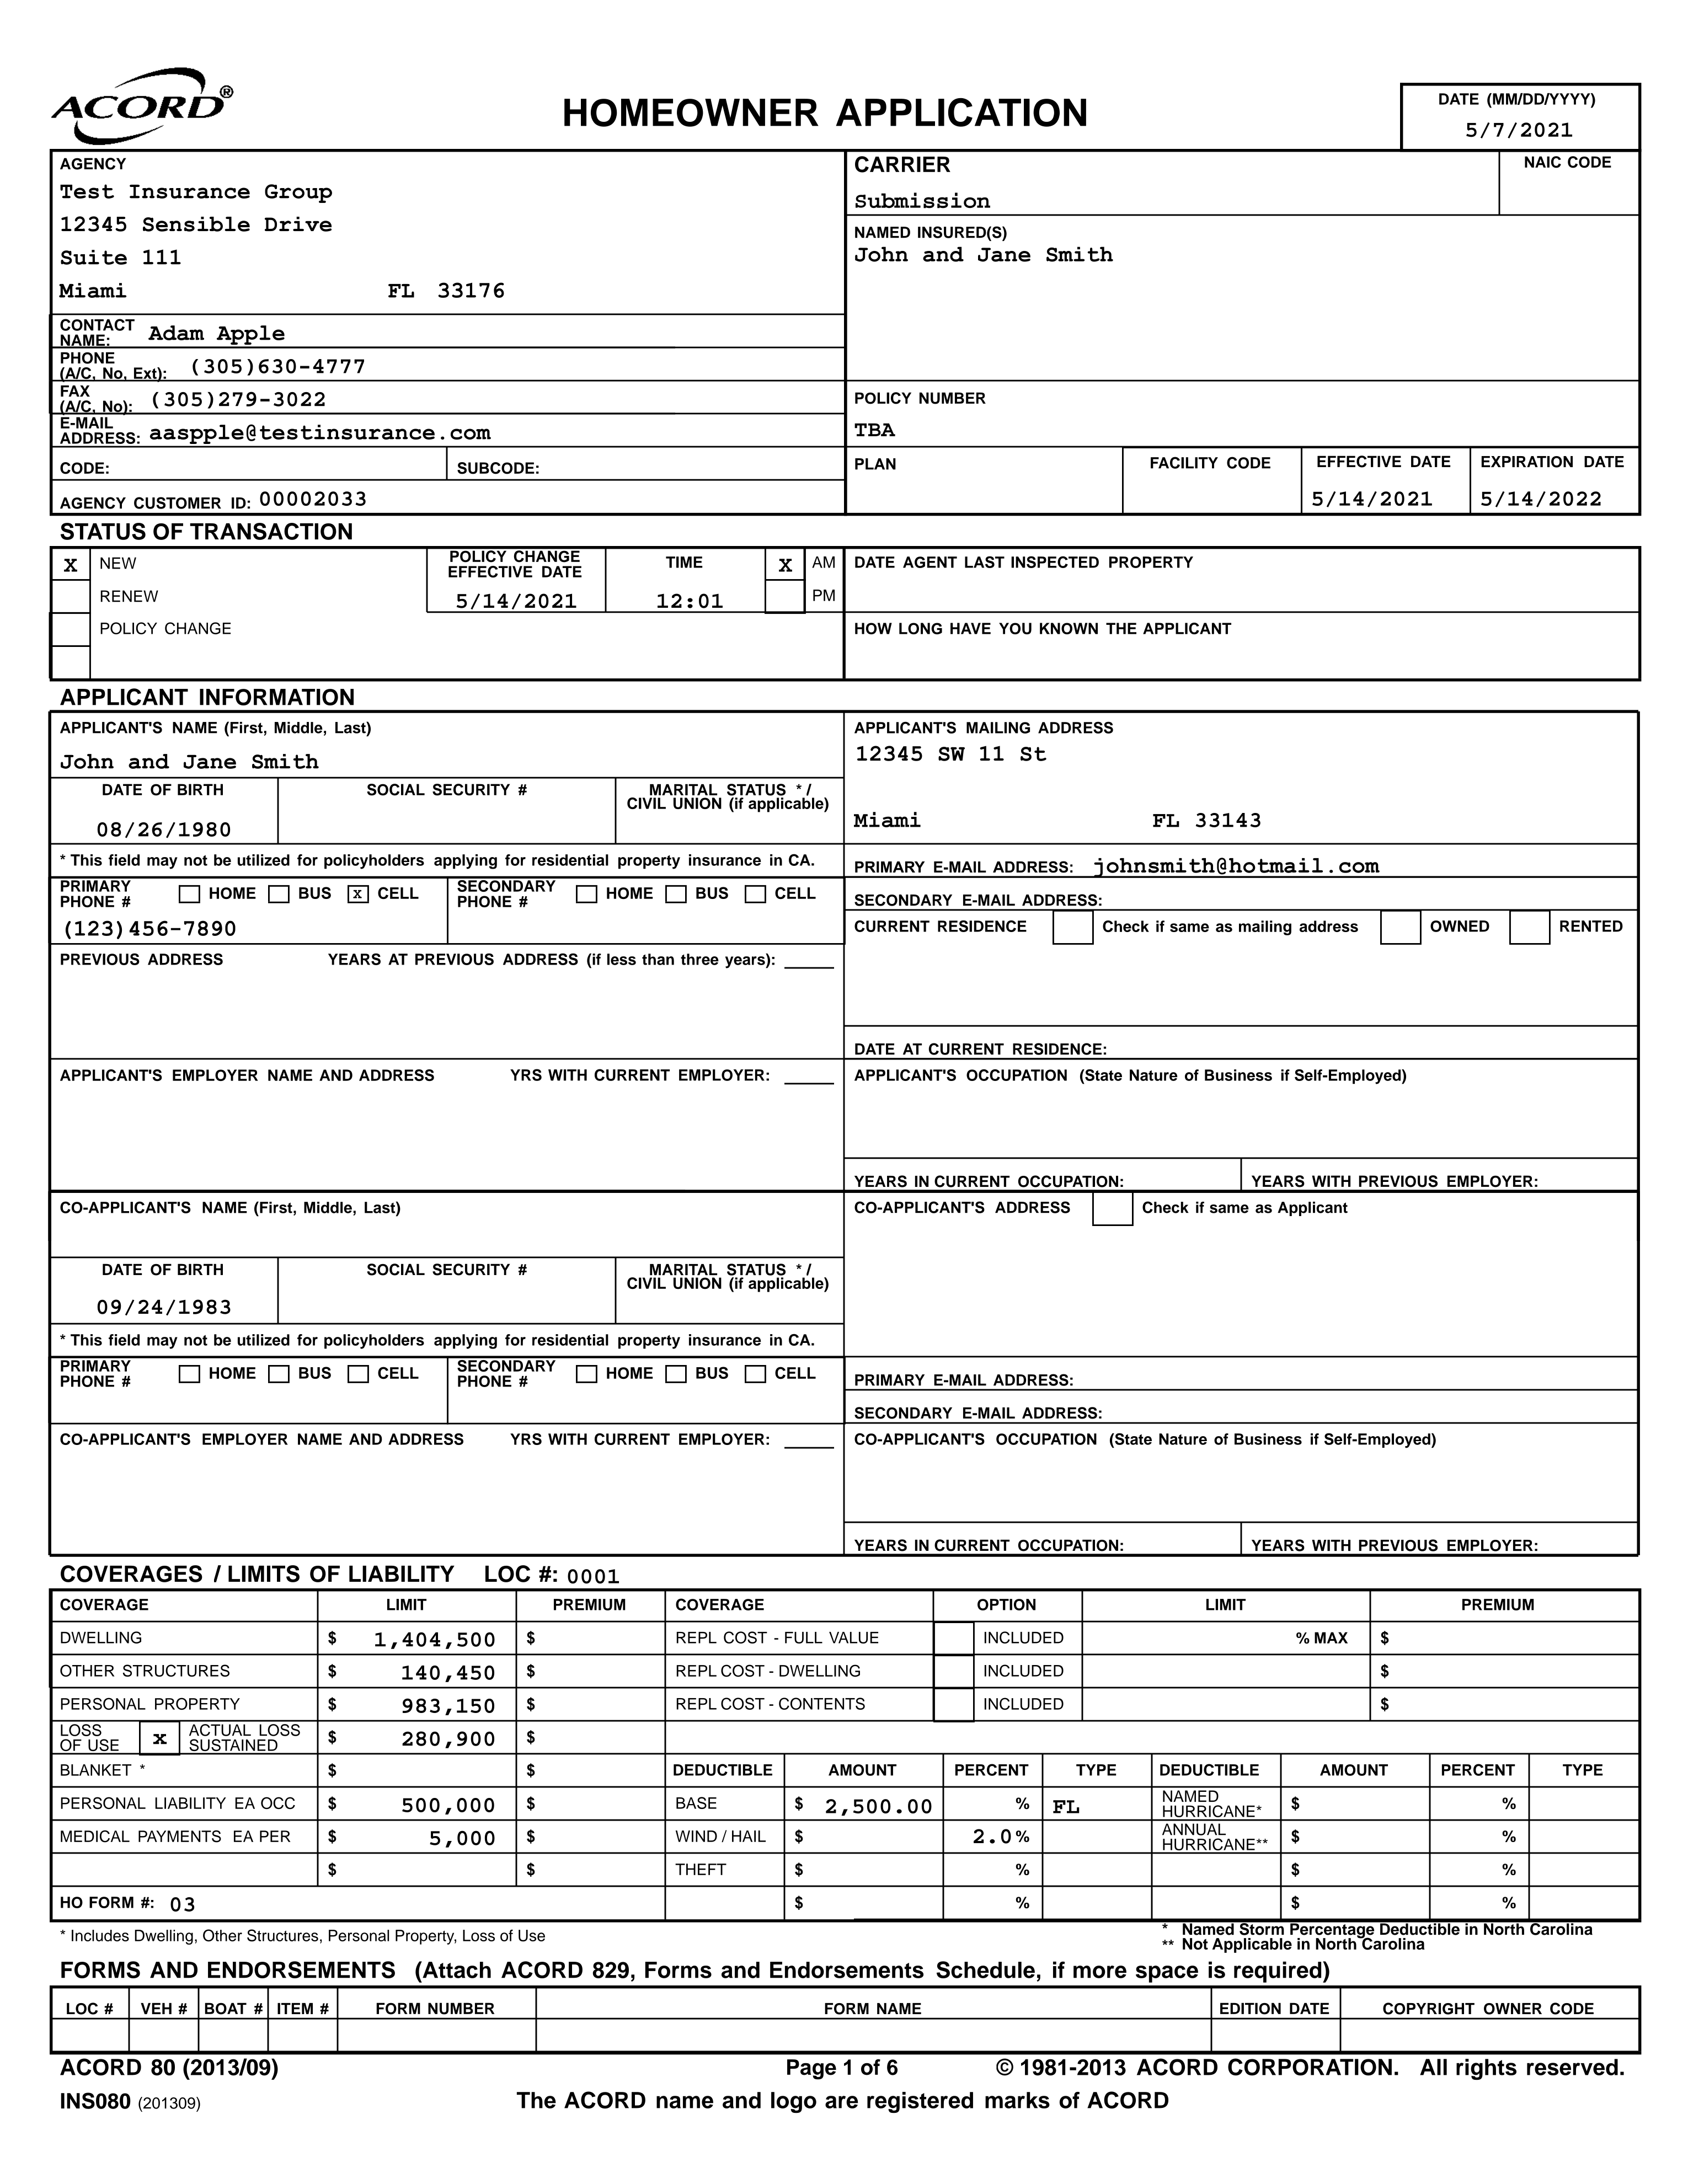 ACORD®
HOMEOWNER APPLICATION
DATE (MM/DD/YYYY)
5/7/2021
AGENCY
Test Insurance Group
12345 Sensible Drive
Suite 111
Miami FL 33176
CONTACT NAME: Adam Apple
PHONE (A/C, No, Ext): (305)630-4777
FAX (A/C, No): (305)279-3022
E-MAIL ADDRESS: aaspple@testinsurance.com
CODE: SUBCODE:
AGENCY CUSTOMER ID: 00002033
CARRIER NAIC CODE
Submission
NAMED INSURED(S)
John and Jane Smith
POLICY NUMBER
TBA
PLAN FACILITY CODE EFFECTIVE DATE EXPIRATION DATE
5/14/2021 5/14/2022
STATUS OF TRANSACTION
X NEW
RENEW
POLICY CHANGE
POLICY CHANGE EFFECTIVE DATE TIME X AM
5/14/2021 12:01 PM
DATE AGENT LAST INSPECTED PROPERTY
HOW LONG HAVE YOU KNOWN THE APPLICANT
APPLICANT INFORMATION
APPLICANT'S NAME (First, Middle, Last)
John and Jane Smith
DATE OF BIRTH SOCIAL SECURITY # MARITAL STATUS * / CIVIL UNION (if applicable)
08/26/1980
* This field may not be utilized for policyholders applying for residential property insurance in CA.
PRIMARY PHONE # HOME BUS X CELL SECONDARY PHONE # HOME BUS CELL
(123)456-7890
PREVIOUS ADDRESS YEARS AT PREVIOUS ADDRESS (if less than three years):
APPLICANT'S MAILING ADDRESS
12345 SW 11 St
Miami FL 33143
PRIMARY E-MAIL ADDRESS: johnsmith@hotmail.com
SECONDARY E-MAIL ADDRESS:
CURRENT RESIDENCE Check if same as mailing address OWNED RENTED
DATE AT CURRENT RESIDENCE:
APPLICANT'S EMPLOYER NAME AND ADDRESS YRS WITH CURRENT EMPLOYER:
APPLICANT'S OCCUPATION (State Nature of Business if Self-Employed)
YEARS IN CURRENT OCCUPATION: YEARS WITH PREVIOUS EMPLOYER:
CO-APPLICANT'S NAME (First, Middle, Last)
CO-APPLICANT'S ADDRESS Check if same as Applicant
DATE OF BIRTH SOCIAL SECURITY # MARITAL STATUS * / CIVIL UNION (if applicable)
09/24/1983
* This field may not be utilized for policyholders applying for residential property insurance in CA.
PRIMARY PHONE # HOME BUS CELL SECONDARY PHONE # HOME BUS CELL
PRIMARY E-MAIL ADDRESS:
SECONDARY E-MAIL ADDRESS:
CO-APPLICANT'S EMPLOYER NAME AND ADDRESS YRS WITH CURRENT EMPLOYER:
CO-APPLICANT'S OCCUPATION (State Nature of Business if Self-Employed)
YEARS IN CURRENT OCCUPATION: YEARS WITH PREVIOUS EMPLOYER:
COVERAGES / LIMITS OF LIABILITY LOC #: 0001
COVERAGE LIMIT PREMIUM COVERAGE OPTION LIMIT PREMIUM
DWELLING $ 1,404,500 $ REPL COST - FULL VALUE INCLUDED % MAX $
OTHER STRUCTURES $ 140,450 $ REPL COST - DWELLING INCLUDED $
PERSONAL PROPERTY $ 983,150 $ REPL COST - CONTENTS INCLUDED $
LOSS OF USE X ACTUAL LOSS SUSTAINED $ 280,900 $
BLANKET * $ $ DEDUCTIBLE AMOUNT PERCENT TYPE DEDUCTIBLE AMOUNT PERCENT TYPE
PERSONAL LIABILITY EA OCC $ 500,000 $ BASE $ 2,500.00 % FL NAMED HURRICANE* $ %
MEDICAL PAYMENTS EA PER $ 5,000 $ WIND / HAIL $ 2.0 % ANNUAL HURRICANE** $ %
$ $ THEFT $ % $ %
HO FORM #: 03 $ % $ %
* Includes Dwelling, Other Structures, Personal Property, Loss of Use
* Named Storm Percentage Deductible in North Carolina
** Not Applicable in North Carolina
FORMS AND ENDORSEMENTS (Attach ACORD 829, Forms and Endorsements Schedule, if more space is required)
LOC # VEH # BOAT # ITEM # FORM NUMBER FORM NAME EDITION DATE COPYRIGHT OWNER CODE
ACORD 80 (2013/09) Page 1 of 6 © 1981-2013 ACORD CORPORATION. All rights reserved.
INS080 (201309) The ACORD name and logo are registered marks of ACORD